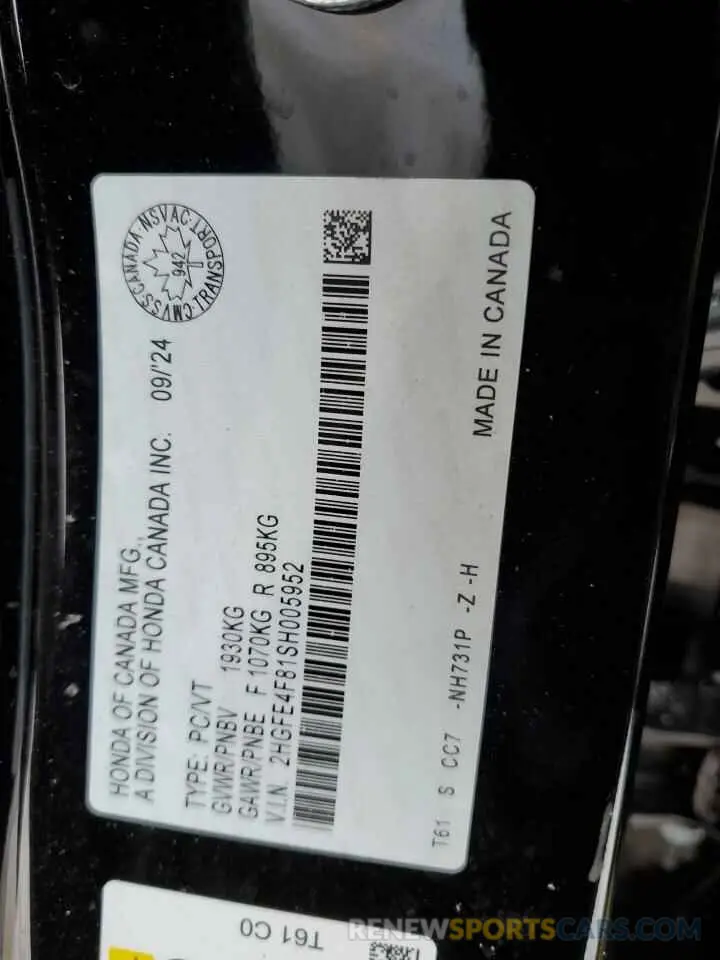 HONDA OF CANADA MFG.,
A DIVISION OF HONDA CANADA INC. 09/'24
CMVSS CANADA·NSVAC
942
TRANSPORT
TYPE: PC/VT
GVWR/PNBV 1930KG
GAWR/PNBE F 1070KG R 895KG
V.I.N. 2HGFE4F81SH005952
T61 S CC7 -NH731P -Z -H
MADE IN CANADA
T61 C0
RENEWSPORTSCARS.COM